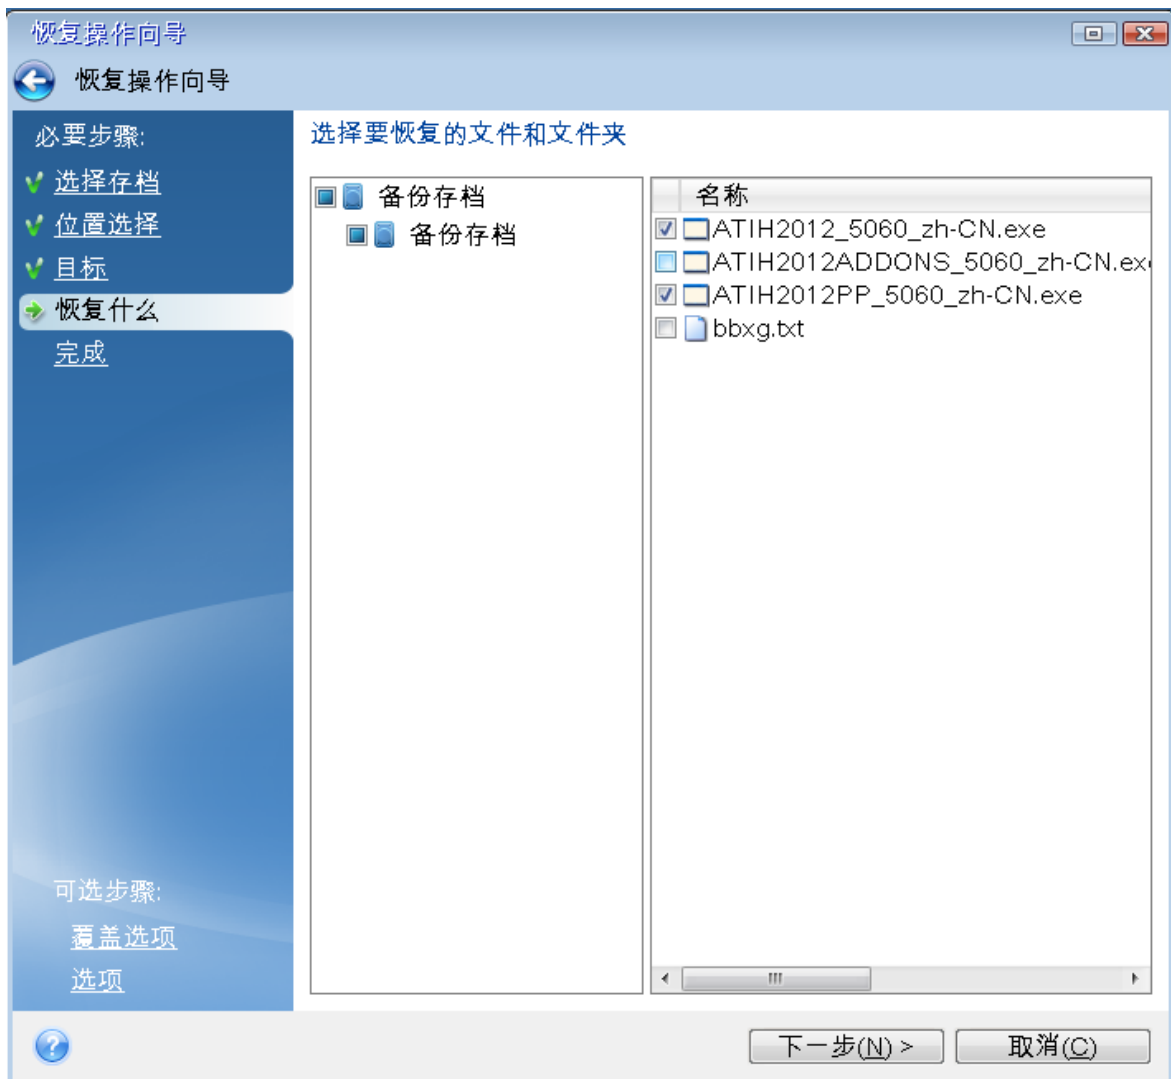 恢复操作向导
恢复操作向导
必要步骤:
选择存档
位置选择
目标
恢复什么
完成
可选步骤:
覆盖选项
选项
选择要恢复的文件和文件夹
备份存档
备份存档
名称
ATIH2012_5060_zh-CN.exe
ATIH2012ADDONS_5060_zh-CN.ex
ATIH2012PP_5060_zh-CN.exe
bbxg.txt
下一步(N) >
取消(C)